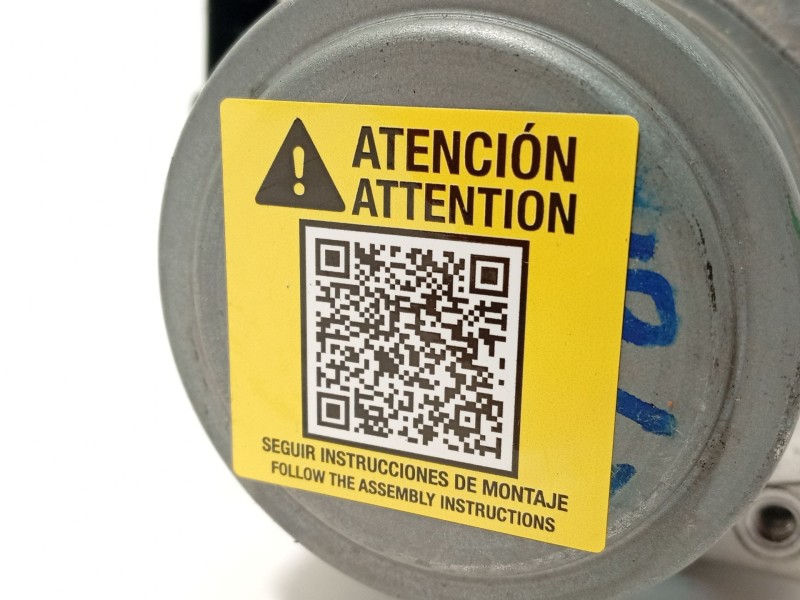 ATENCIÓN
ATTENTION
SEGUIR INSTRUCCIONES DE MONTAJE
FOLLOW THE ASSEMBLY INSTRUCTIONS